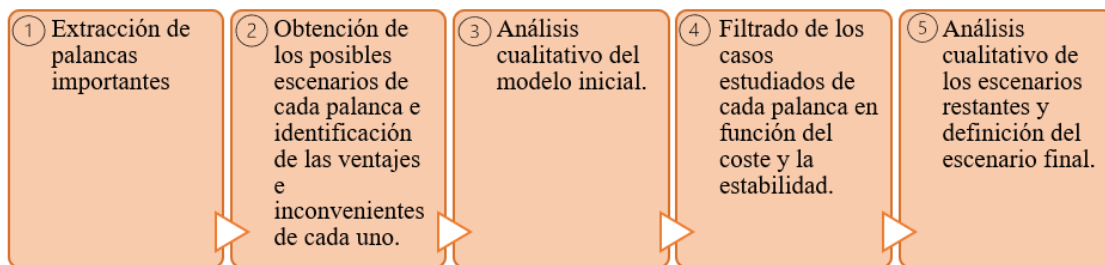 1 Extracción de
palancas
importantes
2 Obtención de
los posibles
escenarios de
cada palanca e
identificación
de las ventajes
e
inconvenientes
de cada uno.
3 Análisis
cualitativo del
modelo inicial.
4 Filtrado de los
casos
estudiados de
cada palanca en
función del
coste y la
estabilidad.
5 Análisis
cualitativo de
los escenarios
restantes y
definición del
escenario final.